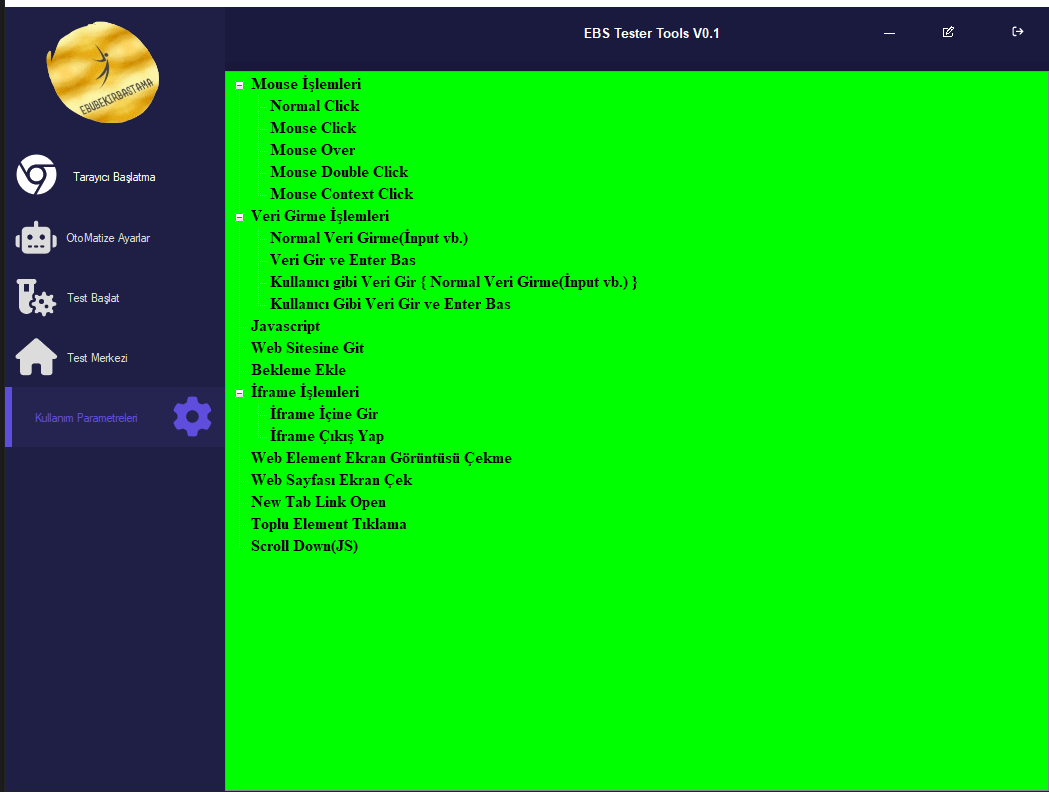 EBS Tester Tools V0.1
EBUBEKIRBASTAMA
Tarayıcı Başlatma
OtoMatize Ayarlar
Test Başlat
Test Merkezi
Kullanım Parametreleri
Mouse İşlemleri
Normal Click
Mouse Click
Mouse Over
Mouse Double Click
Mouse Context Click
Veri Girme İşlemleri
Normal Veri Girme(İnput vb.)
Veri Gir ve Enter Bas
Kullanıcı gibi Veri Gir { Normal Veri Girme(İnput vb.) }
Kullanıcı Gibi Veri Gir ve Enter Bas
Javascript
Web Sitesine Git
Bekleme Ekle
İframe İşlemleri
İframe İçine Gir
İframe Çıkış Yap
Web Element Ekran Görüntüsü Çekme
Web Sayfası Ekran Çek
New Tab Link Open
Toplu Element Tıklama
Scroll Down(JS)